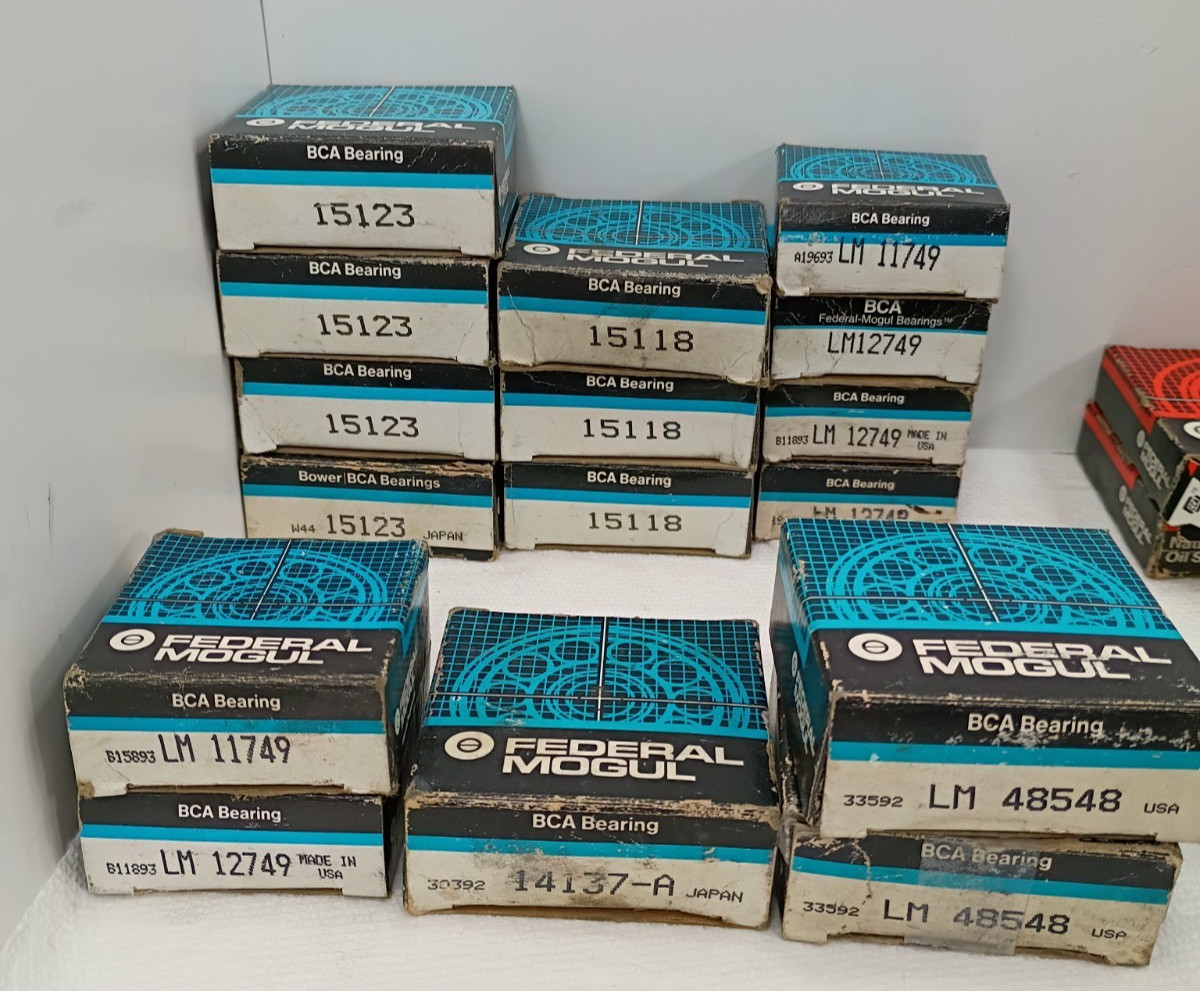 FEDERAL
MOGUL
BCA Bearing
15123
BCA Bearing
15123
BCA Bearing
15123
Bower|BCA Bearings
W44 15123 JAPAN
FEDERAL
MOGUL
BCA Bearing
15118
BCA Bearing
15118
BCA Bearing
15118
FEDERAL
MOGUL
BCA Bearing
A19693 LM 11749
BCA
Federal-Mogul Bearings™
LM12749
BCA Bearing
B11893 LM 12749 MADE IN
USA
BCA Bearing
LM 12749
FEDERAL
MOGUL
BCA Bearing
B15893 LM 11749
BCA Bearing
B11893 LM 12749 MADE IN
USA
FEDERAL
MOGUL
BCA Bearing
30392 14137-A JAPAN
FEDERAL
MOGUL
BCA Bearing
33592 LM 48548 USA
BCA Bearing
33592 LM 48548 USA